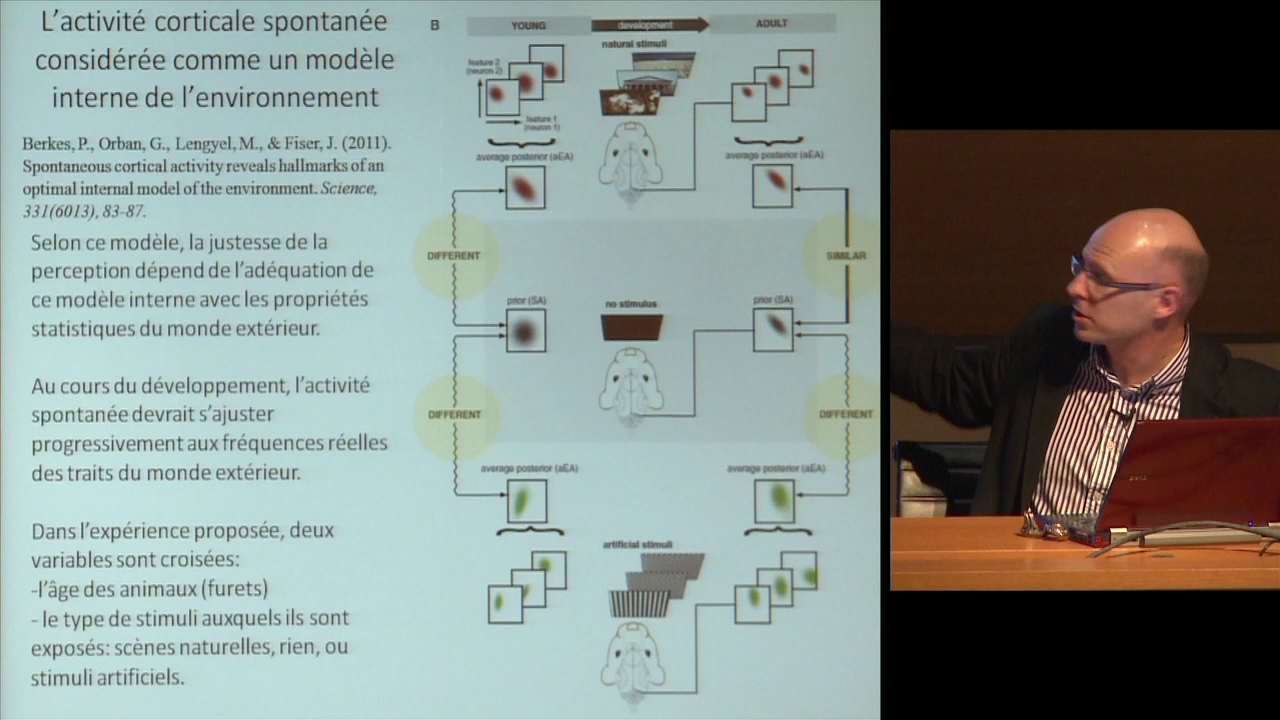 L'activité corticale spontanée
considérée comme un modèle
interne de l'environnement
Berkes, P., Orban, G., Lengyel, M., & Fiser, J. (2011).
Spontaneous cortical activity reveals hallmarks of an
optimal internal model of the environment. Science,
331(6013), 83-87.
Selon ce modèle, la justesse de la
perception dépend de l'adéquation de
ce modèle interne avec les propriétés
statistiques du monde extérieur.
Au cours du développement, l'activité
spontanée devrait s'ajuster
progressivement aux fréquences réelles
des traits du monde extérieur.
Dans l'expérience proposée, deux
variables sont croisées:
-l'âge des animaux (furets)
- le type de stimuli auxquels ils sont
exposés: scènes naturelles, rien, ou
stimuli artificiels.
B
YOUNG
development
ADULT
natural stimuli
feature 2
(neuron 2)
feature 1
(neuron 1)
average posterior (aEA)
average posterior (aEA)
DIFFERENT
SIMILAR
prior (SA)
no stimulus
prior (SA)
DIFFERENT
DIFFERENT
average posterior (aEA)
average posterior (aEA)
artificial stimuli
DELL